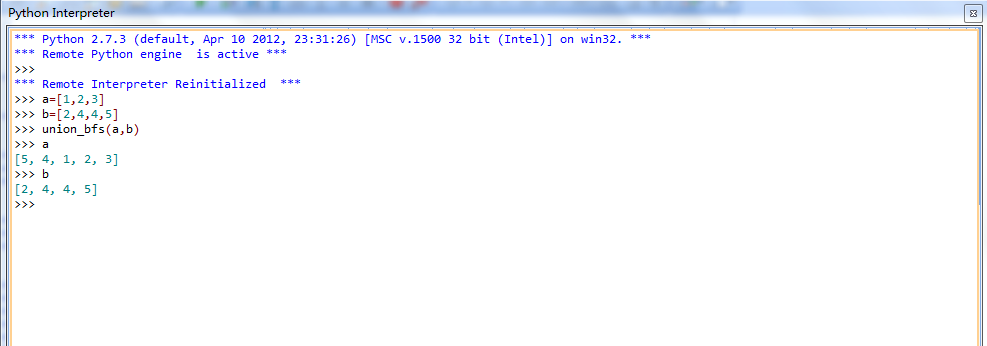 Python Interpreter
*** Python 2.7.3 (default, Apr 10 2012, 23:31:26) [MSC v.1500 32 bit (Intel)] on win32. ***
*** Remote Python engine  is active ***
>>>
*** Remote Interpreter Reinitialized  ***
>>> a=[1,2,3]
>>> b=[2,4,4,5]
>>> union_bfs(a,b)
>>> a
[5, 4, 1, 2, 3]
>>> b
[2, 4, 4, 5]
>>>